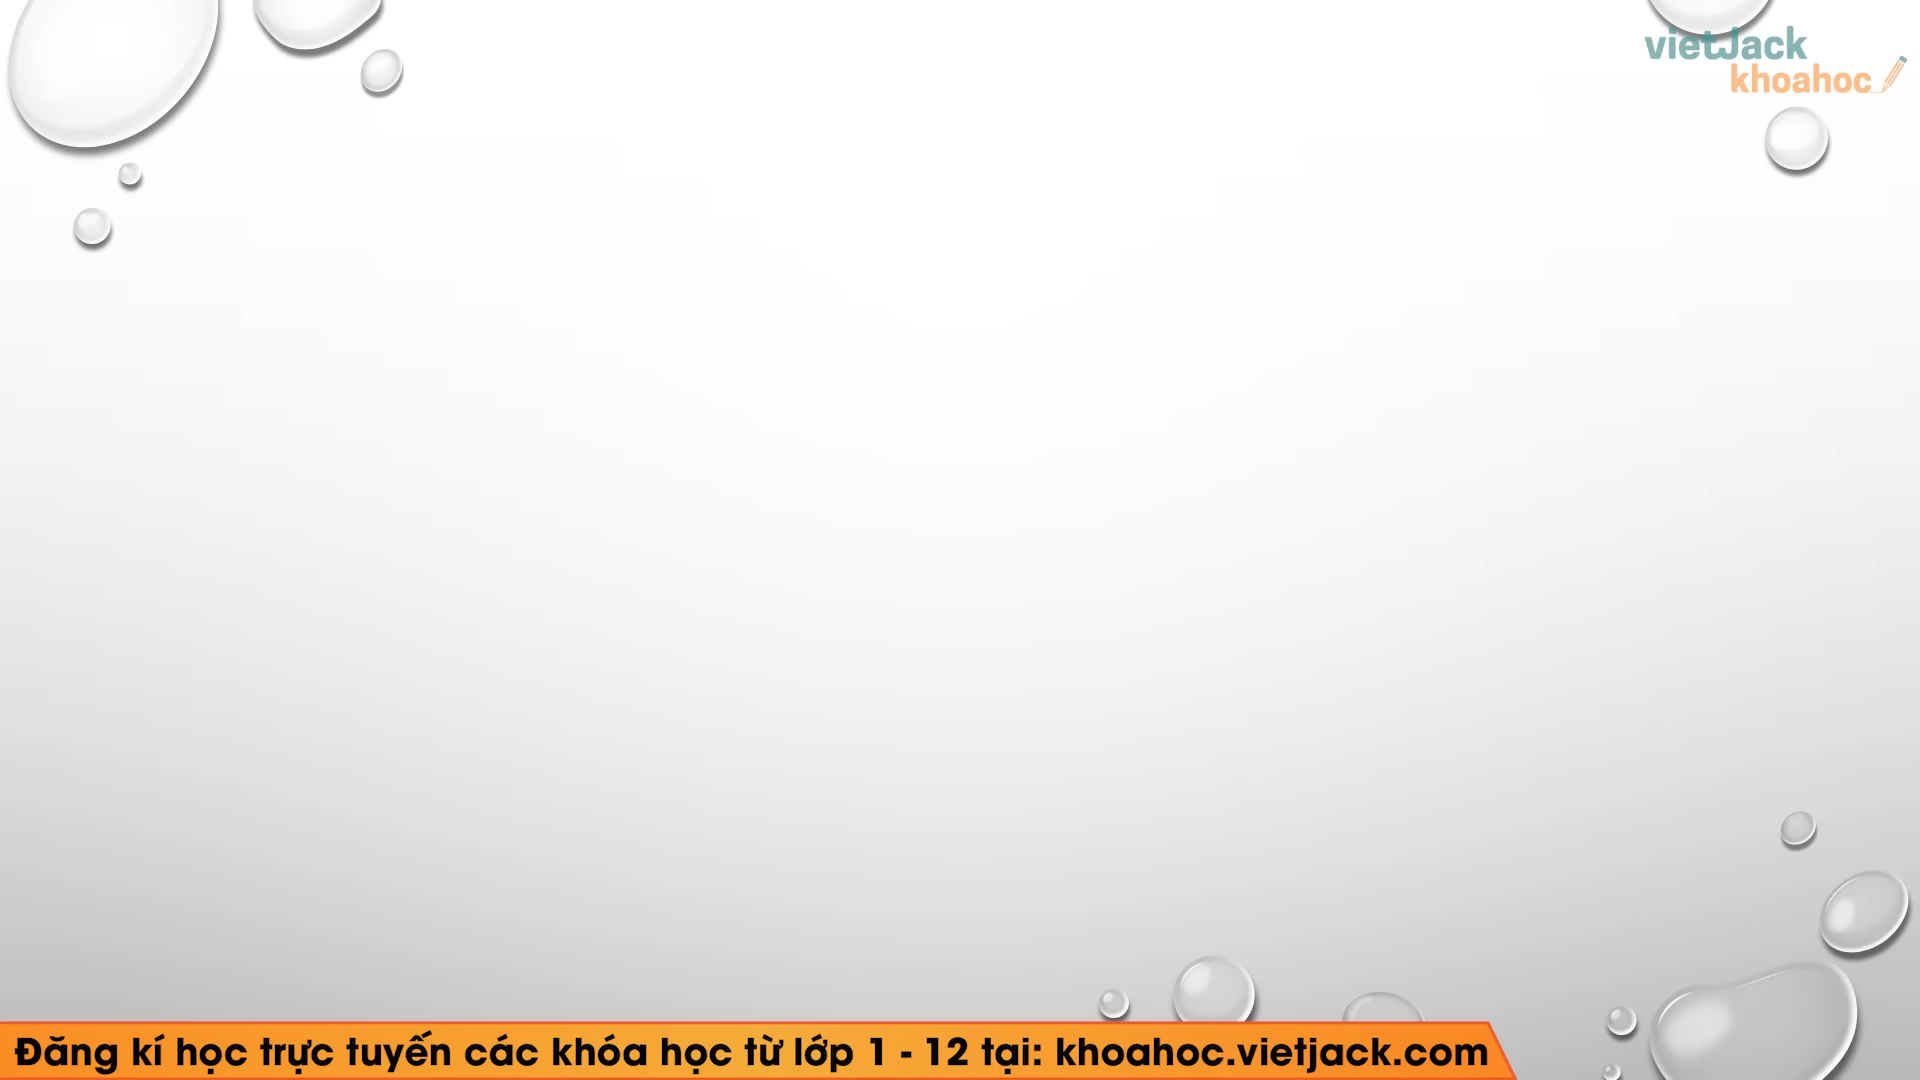 vietJack
khoahoc
Đăng kí học trực tuyến các khóa học từ lớp 1 - 12 tại: khoahoc.vietjack.com